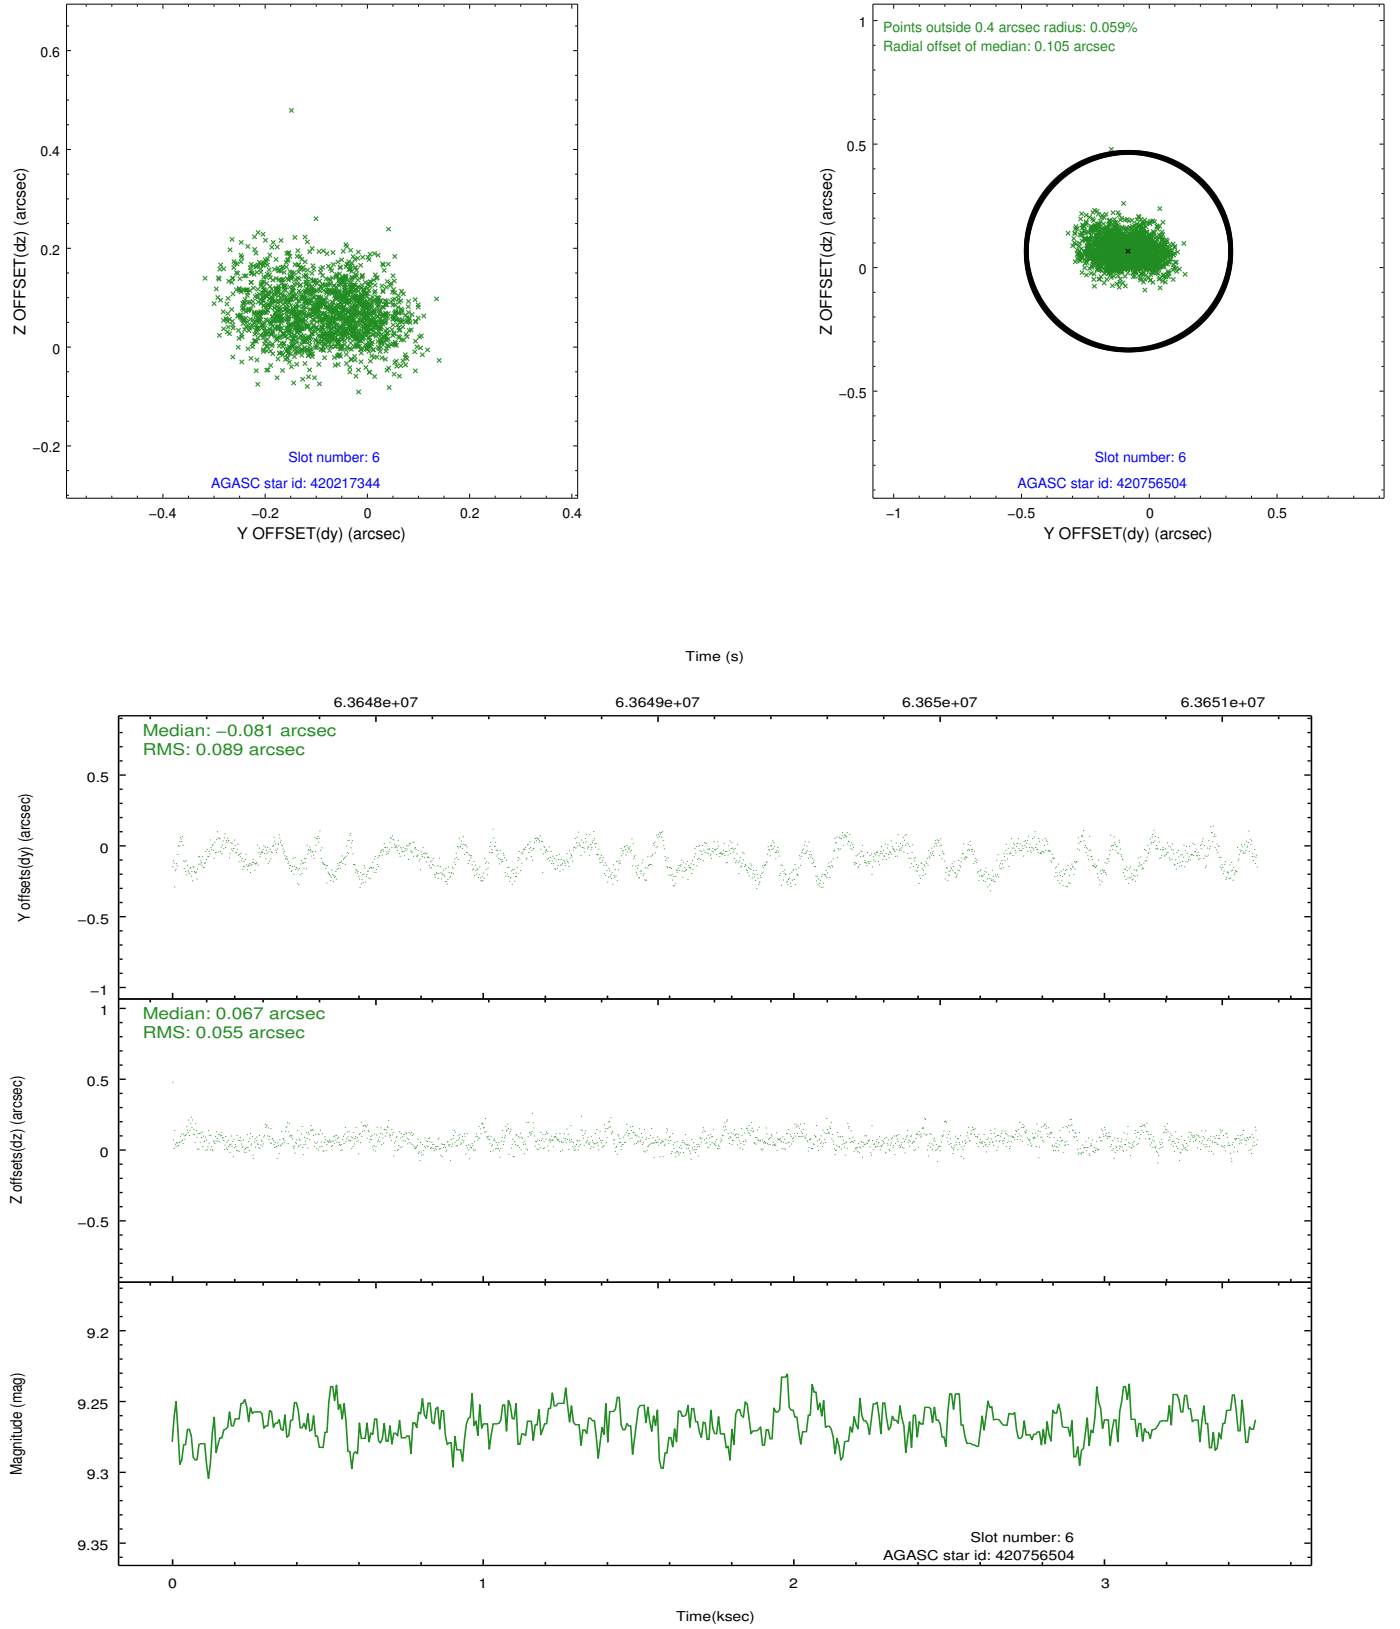 0.6
0.4
0.2
0
−0.2
Z OFFSET(dz) (arcsec)
Slot number: 6
AGASC star id: 420217344
−0.4
−0.2
0
0.2
0.4
Y OFFSET(dy) (arcsec)
Points outside 0.4 arcsec radius: 0.059%
Radial offset of median: 0.105 arcsec
1
0.5
0
−0.5
Z OFFSET(dz) (arcsec)
Slot number: 6
AGASC star id: 420756504
−1
−0.5
0
0.5
Y OFFSET(dy) (arcsec)
Time (s)
6.3648e+07
6.3649e+07
6.365e+07
6.3651e+07
Median: −0.081 arcsec
RMS: 0.089 arcsec
0.5
0
−0.5
−1
Y offsets(dy) (arcsec)
Median: 0.067 arcsec
RMS: 0.055 arcsec
1
0.5
0
−0.5
Z offsets(dz) (arcsec)
9.2
9.25
9.3
9.35
Magnitude (mag)
Slot number: 6
AGASC star id: 420756504
0
1
2
3
Time(ksec)